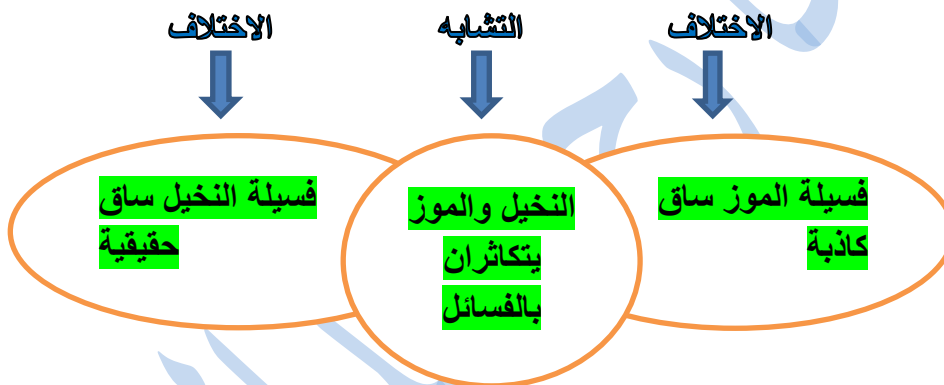 الاختلاف
التشابه
الاختلاف
فسيلة الموز ساق
كاذبة
النخيل والموز
يتكاثران
بالفسائل
فسيلة النخيل ساق
حقيقية